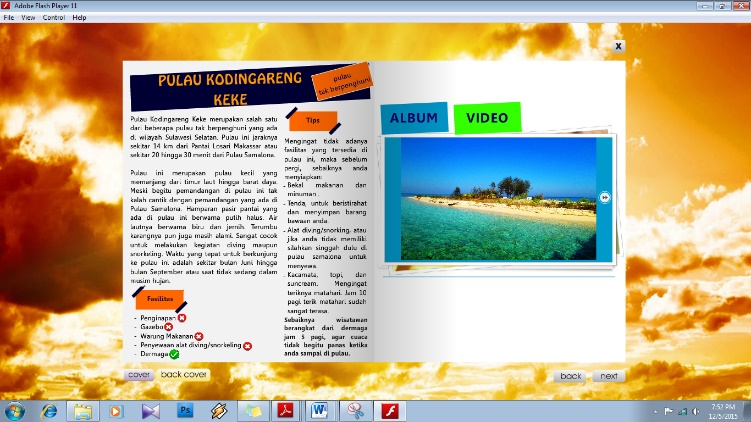 Adobe Flash Player 11
File View Control Help
X
PULAU KODINGARENG
KEKE
pulau
tak berpenghuni
Pulau Kodingareng Keke merupakan salah satu
dari beberapa pulau tak berpenghuni yang ada
di wilayah Sulawesi Selatan. Pulau ini jaraknya
sekitar 14 km dari Pantai Losari Makassar atau
sekitar 20 hingga 30 menit dari Pulau Samalona.
Pulau ini merupakan pulau kecil yang
memanjang dari timur laut hingga barat daya.
Meski begitu pemandangan di pulau ini tak
kalah cantik dengan pemandangan yang ada di
Pulau Samalona. Hamparan pasir pantai yang
ada di pulau ini berwarna putih halus. Air
lautnya berwarna biru dan jernih. Terumbu
karangnya pun juga masih alami. Sangat cocok
untuk melakukan kegiatan diving maupun
snorkeling. Waktu yang tepat untuk berkunjung
ke pulau ini adalah sekitar bulan Juni hingga
bulan September atau saat tidak sedang dalam
musim hujan.
Fasilitas
- Penginapan
- Gazebo
- Warung Makanan
- Penyewaan alat diving/snorkeling
- Dermaga
Tips
Mengingat tidak adanya
fasilitas yang tersedia di
pulau ini, maka sebelum
pergi, sebaiknya anda
menyiapkan:
- Bekal makanan dan
minuman.
- Tenda, untuk beristirehat
dan menyimpan barang
bawaan anda.
- Alat diving/snorking, atau
jika anda tidak memiliki
silahkan singgah dulu di
pulau samalona untuk
menyewa.
- Kacamata, topi, dan
suncream. Mengingat
teriknya matahari. Jam 10
pagi terik matahari sudah
sangat terasa.
Sebaiknya wisatawan
berangkat dari dermaga
jam 5 pagi, agar cuaca
tidak begitu panas ketika
anda sampai di pulau.
ALBUM VIDEO
cover back cover
back next
Ps
W
7:52 PM
12/5/2015